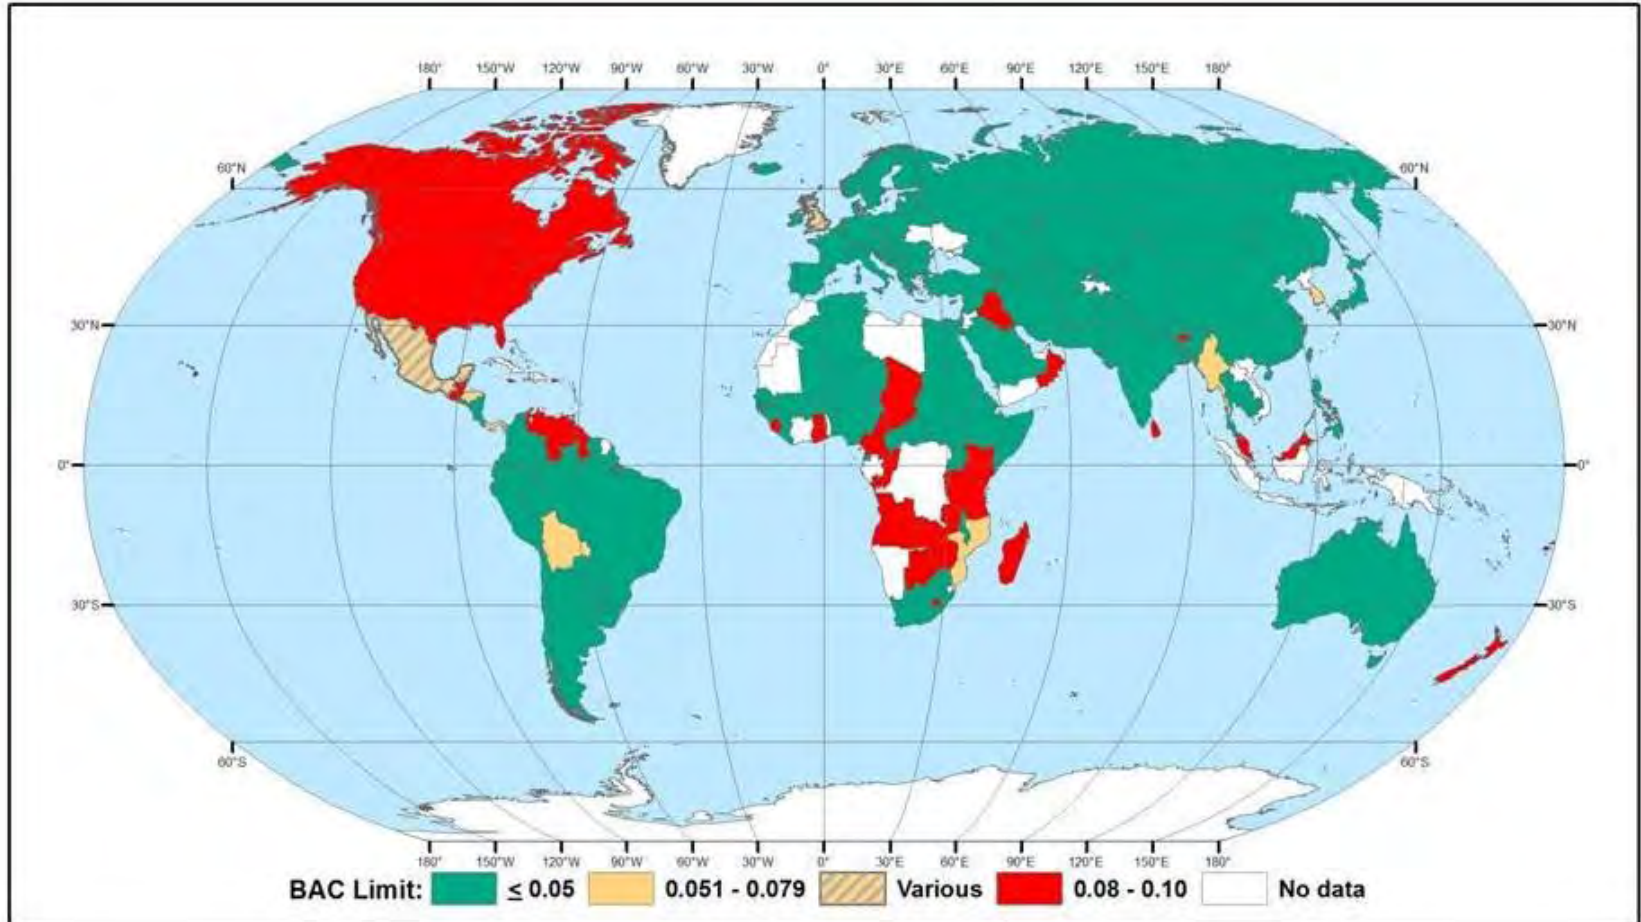 180° 150°W 120°W 90°W 60°W 30°W 0° 30°E 60°E 90°E 120°E 150°E 180°
60°N 60°N
30°N 30°N
0° 0°
30°S 30°S
60°S 60°S
180° 150°W 120°W 90°W 60°W 30°W 0° 30°E 60°E 90°E 120°E 150°E 180°
BAC Limit: ≤ 0.05 0.051 - 0.079 Various 0.08 - 0.10 No data